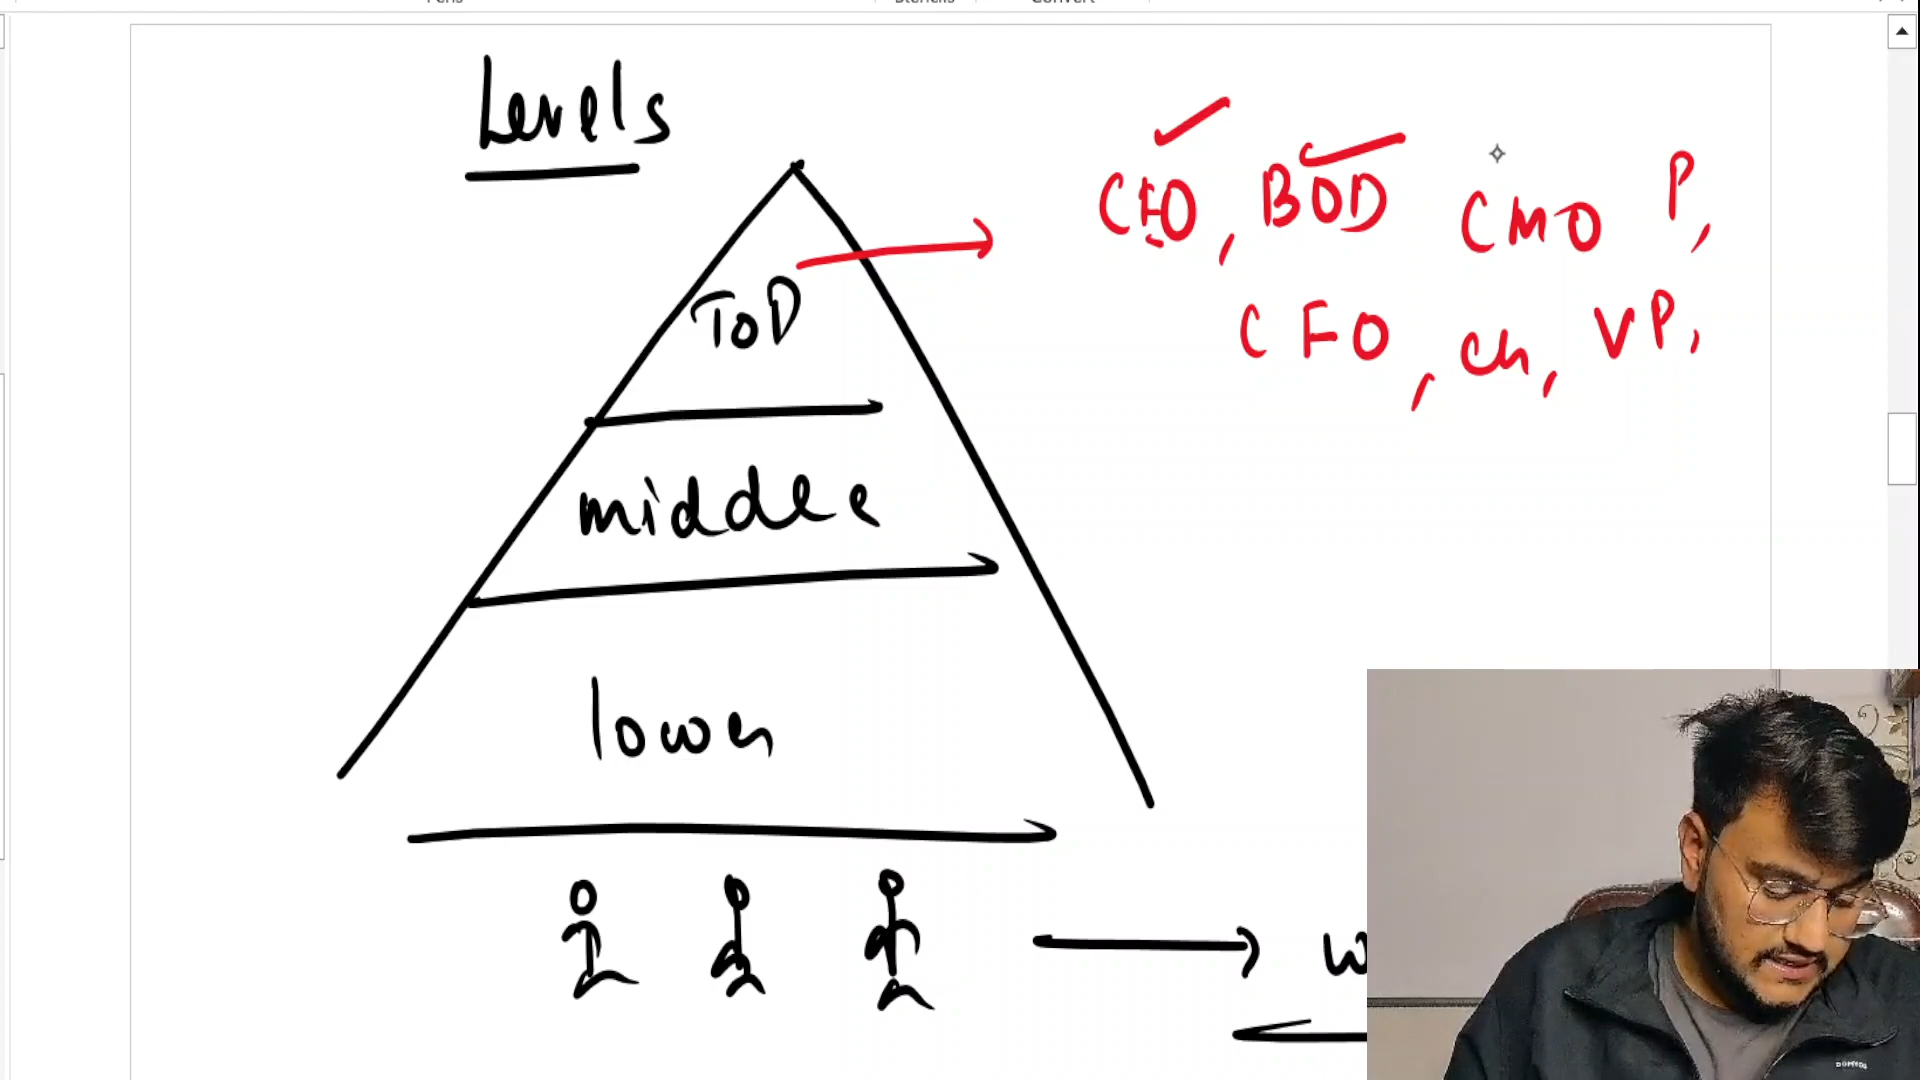 Levels
CEO, BOD CMO P,
CFO, Ch, VP,
ToP
middle
lower
w